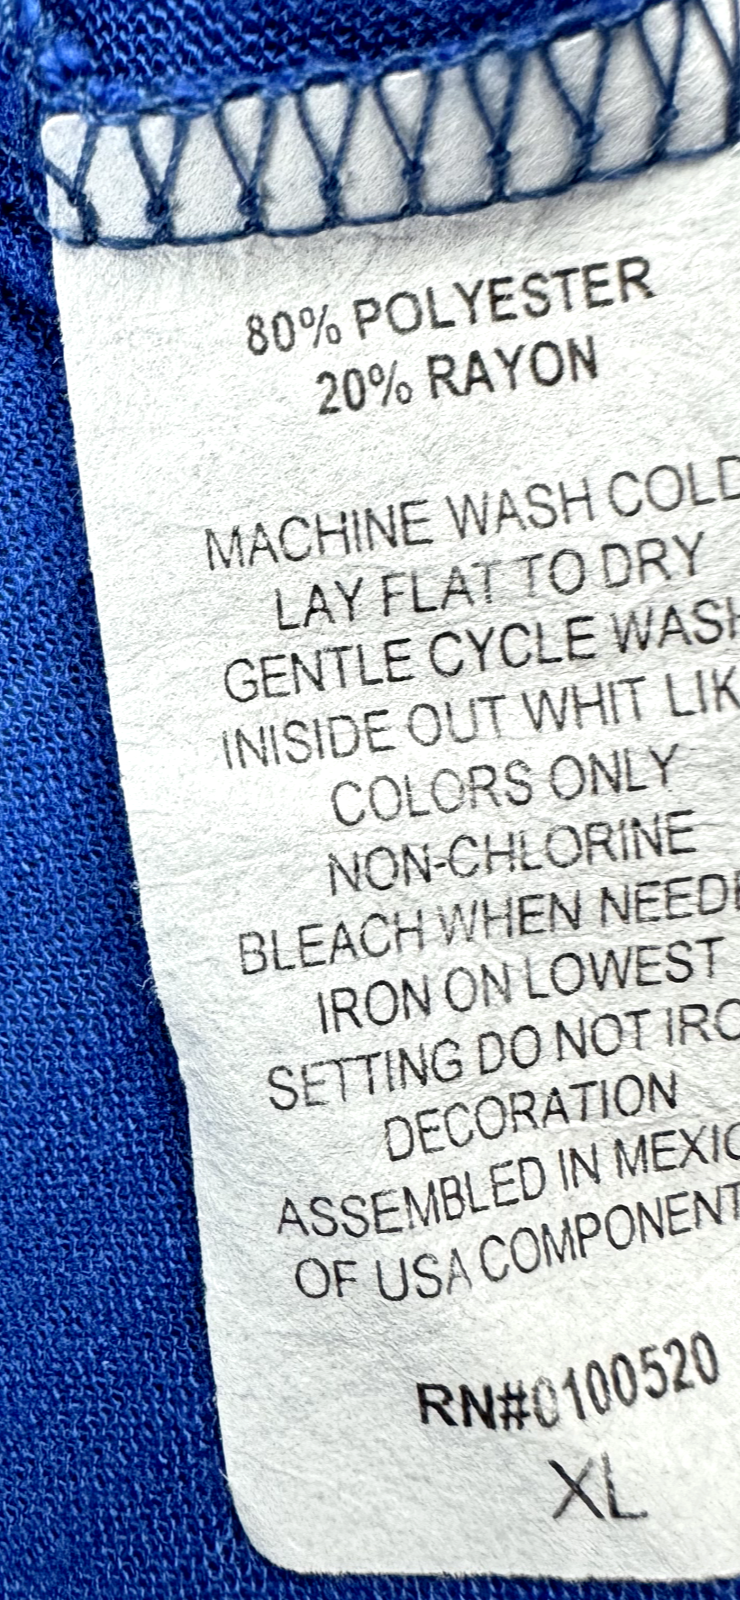 80% POLYESTER
20% RAYON
MACHINE WASH COLD
LAY FLAT TO DRY
GENTLE CYCLE WASH
INISIDE OUT WHIT LIK
COLORS ONLY
NON-CHLORINE
BLEACH WHEN NEEDE
IRON ON LOWEST
SETTING DO NOT IRO
DECORATION
ASSEMBLED IN MEXIC
OF USA COMPONENT
RN#0100520
XL